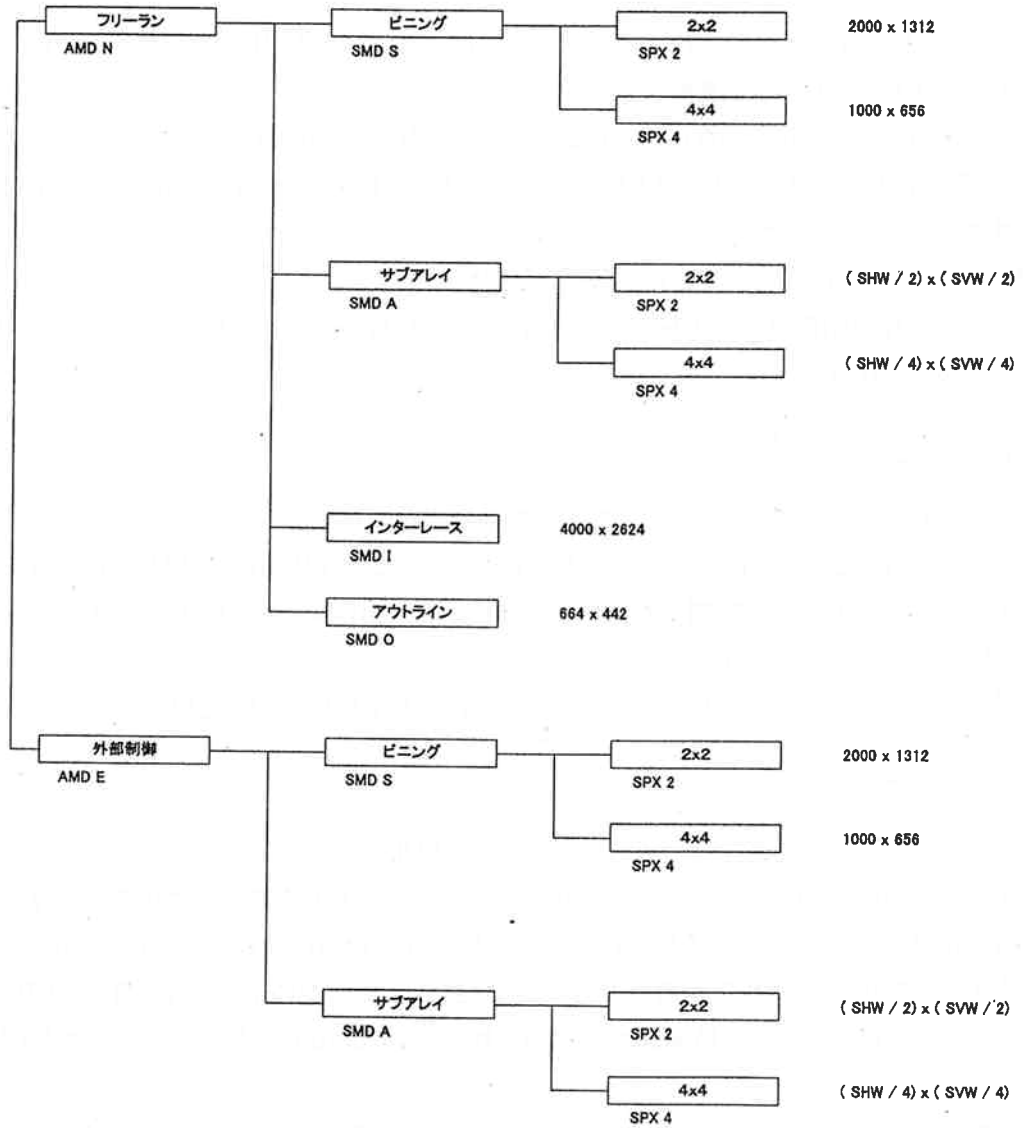 フリーラン
AMD N
ビニング
SMD S
2x2
SPX 2
2000 x 1312
4x4
SPX 4
1000 x 656
サブアレイ
SMD A
2x2
SPX 2
( SHW / 2) x ( SVW / 2)
4x4
SPX 4
( SHW / 4) x ( SVW / 4)
インターレース
SMD I
4000 x 2624
アウトライン
SMD O
664 x 442
外部制御
AMD E
ビニング
SMD S
2x2
SPX 2
2000 x 1312
4x4
SPX 4
1000 x 656
サブアレイ
SMD A
2x2
SPX 2
( SHW / 2) x ( SVW / 2)
4x4
SPX 4
( SHW / 4) x ( SVW / 4)